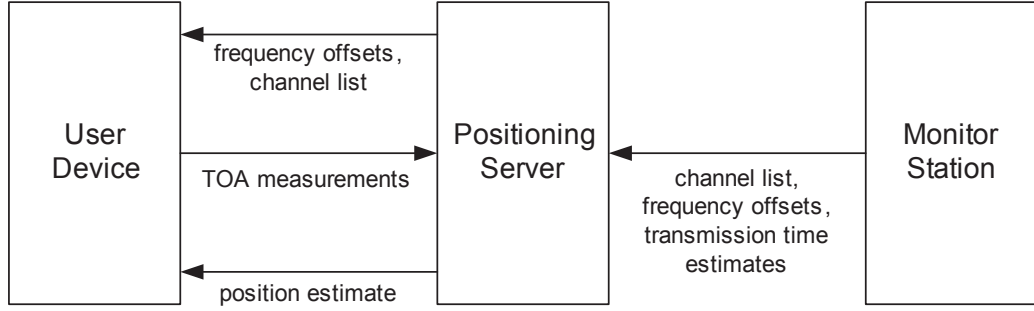 User
Device
frequency offsets,
channel list
TOA measurements
position estimate
Positioning
Server
channel list,
frequency offsets,
transmission time
estimates
Monitor
Station